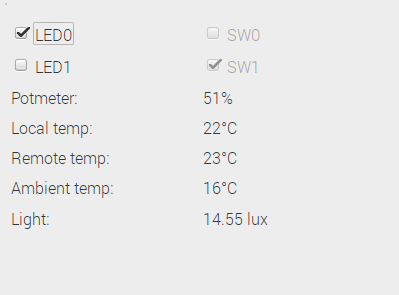 LED0 SW0
LED1 SW1
Potmeter: 51%
Local temp: 22°C
Remote temp: 23°C
Ambient temp: 16°C
Light: 14.55 lux